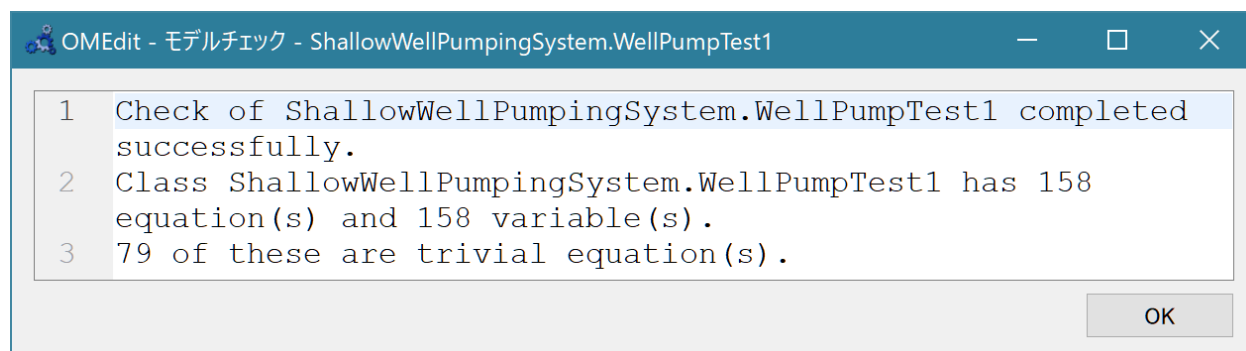 OMEdit - モデルチェック - ShallowWellPumpingSystem.WellPumpTest1
1 Check of ShallowWellPumpingSystem.WellPumpTest1 completed
successfully.
2 Class ShallowWellPumpingSystem.WellPumpTest1 has 158
equation(s) and 158 variable(s).
3 79 of these are trivial equation(s).
OK